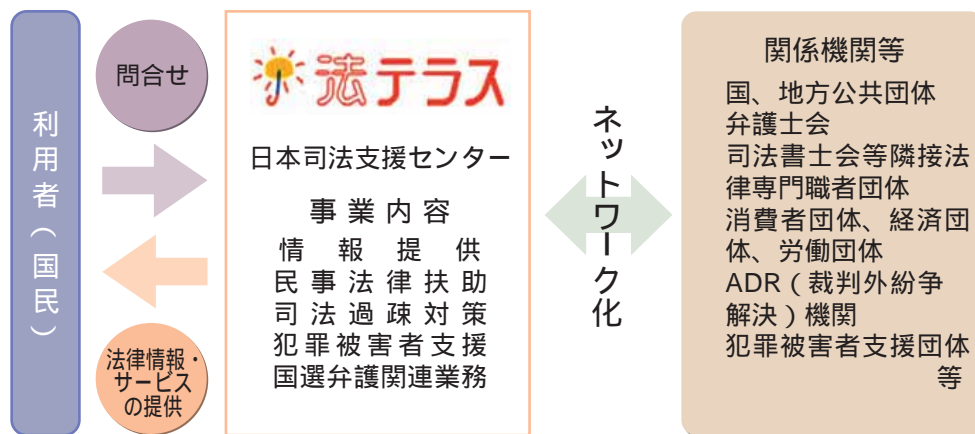 利用者（国民）
問合せ
法律情報・
サービス
の提供
法テラス
日本司法支援センター
事業内容
情報提供
民事法律扶助
司法過疎対策
犯罪被害者支援
国選弁護関連業務
ネットワーク化
関係機関等
国、地方公共団体
弁護士会
司法書士会等隣接法
律専門職者団体
消費者団体、経済団
体、労働団体
ADR（裁判外紛争
解決）機関
犯罪被害者支援団体
等